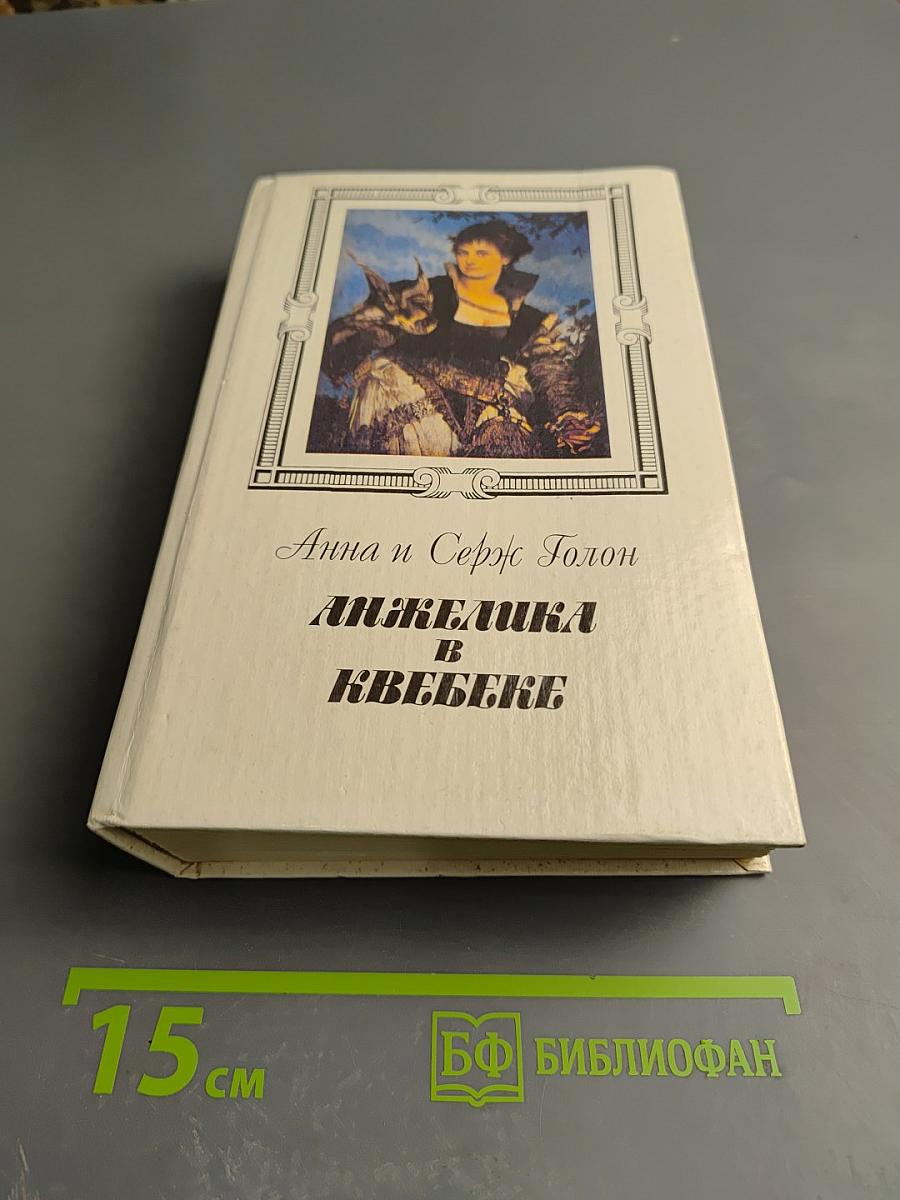 Анна и Серж Голон
АНЖЕЛИКА
В
КВЕБЕКЕ
15 см
БФ БИБЛИОФАН